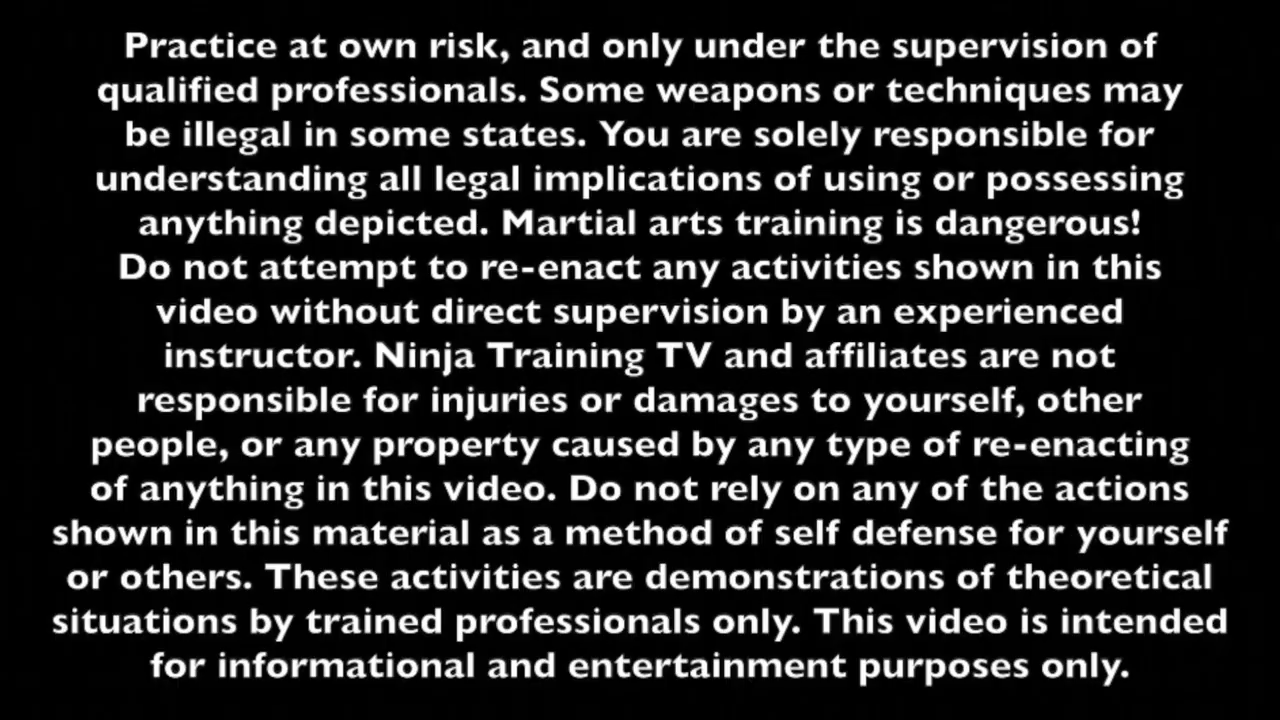 Practice at own risk, and only under the supervision of
qualified professionals. Some weapons or techniques may
be illegal in some states. You are solely responsible for
understanding all legal implications of using or possessing
anything depicted. Martial arts training is dangerous!
Do not attempt to re-enact any activities shown in this
video without direct supervision by an experienced
instructor. Ninja Training TV and affiliates are not
responsible for injuries or damages to yourself, other
people, or any property caused by any type of re-enacting
of anything in this video. Do not rely on any of the actions
shown in this material as a method of self defense for yourself
or others. These activities are demonstrations of theoretical
situations by trained professionals only. This video is intended
for informational and entertainment purposes only.